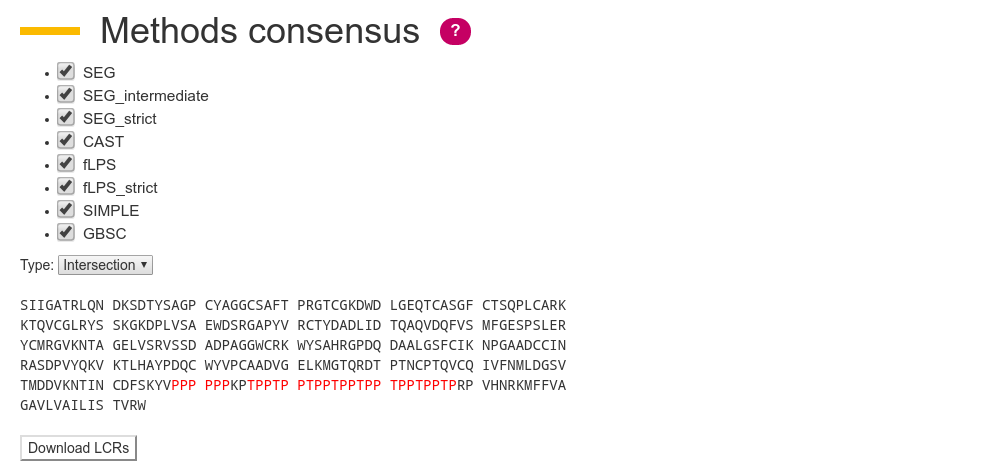 Methods consensus ?
SEG
SEG_intermediate
SEG_strict
CAST
fLPS
fLPS_strict
SIMPLE
GBSC
Type: Intersection
SIIGATRLQN DKSDTYSAGP CYAGGCSAFT PRGTCGKDWD LGEQTCASGF CTSQPLCARK
KTQVCGLRYS SKGKDPLVSA EWDSRGAPYV RCTYDADLID TQAQVDQFVS MFGESPSLER
YCMRGVKNTA GELVSRVSSD ADPAGGWCRK WYSAHRGPDQ DAALGSFCIK NPGAADCCIN
RASDPVYQKV KTLHAYPDQC WYVPCAADVG ELKMGTQRDT PTNCPTQVCQ IVFNMLDGSV
TMDDVKNTIN CDFSKYVPPP PPPKPTPPTP PTPPTPPTPP TPPTPPTPRP VHNRKMFFVA
GAVLVAILIS TVRW
Download LCRs